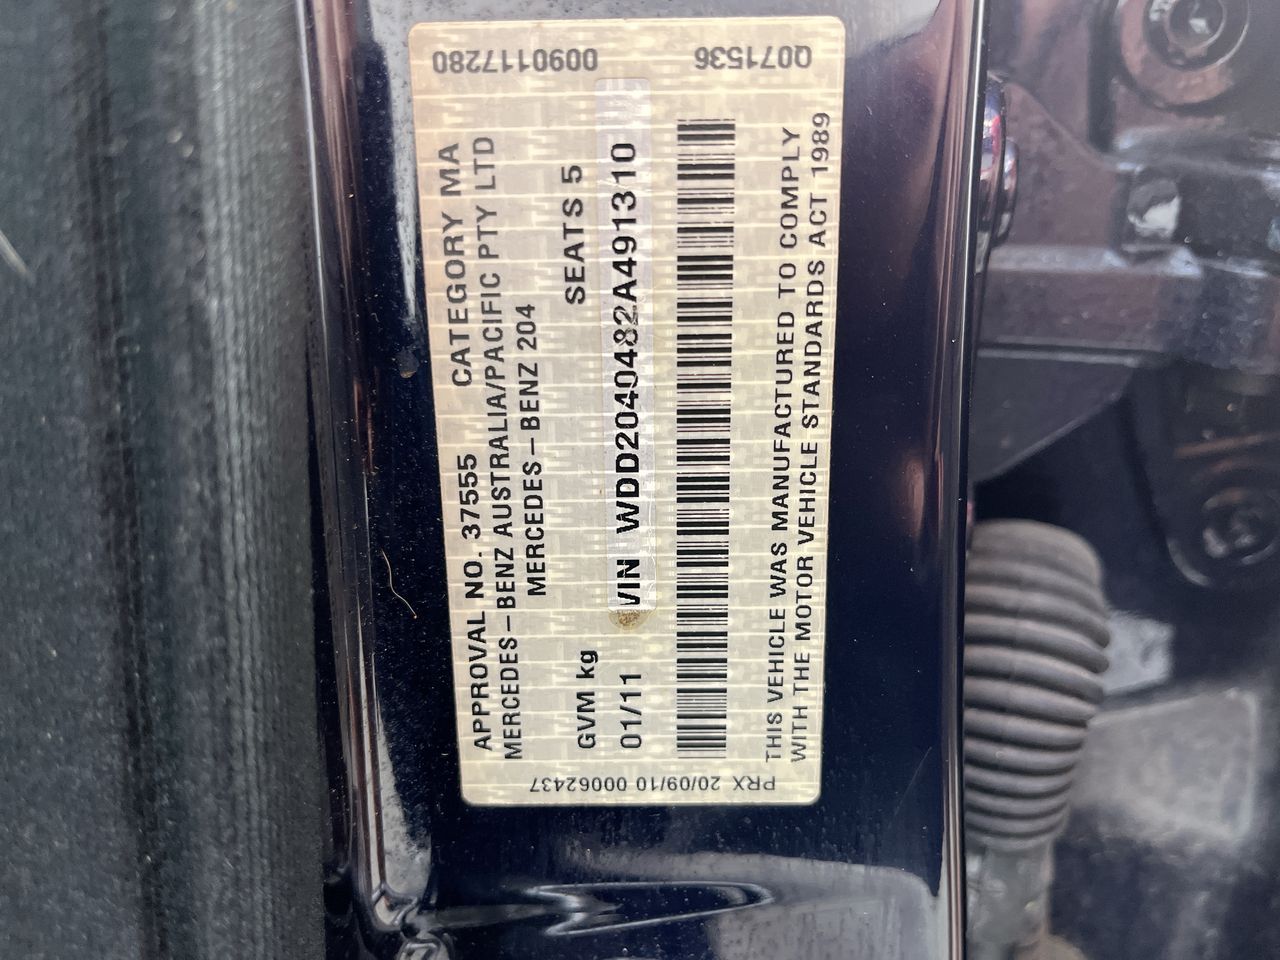 APPROVAL NO. 37555 CATEGORY MA
MERCEDES-BENZ AUSTRALIA/PACIFIC PTY LTD
MERCEDES-BENZ 204
GVM kg SEATS 5
01/11 VIN WDD2040482A491310
THIS VEHICLE WAS MANUFACTURED TO COMPLY
WITH THE MOTOR VEHICLE STANDARDS ACT 1989
0090117280 Q071536
PRX 20/09/10 00062437